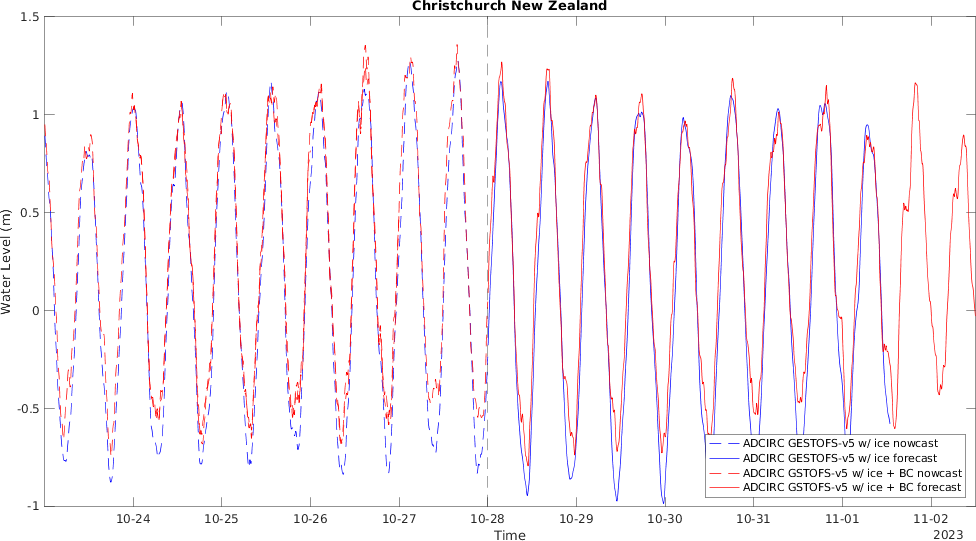 Christchurch New Zealand
1.5
1
0.5
0
-0.5
-1
Water Level (m)
ADCIRC GESTOFS-v5 w/ ice nowcast
ADCIRC GESTOFS-v5 w/ ice forecast
ADCIRC GSTOFS-v5 w/ ice + BC nowcast
ADCIRC GSTOFS-v5 w/ ice + BC forecast
10-24 10-25 10-26 10-27 10-28 10-29 10-30 10-31 11-01 11-02
Time
2023